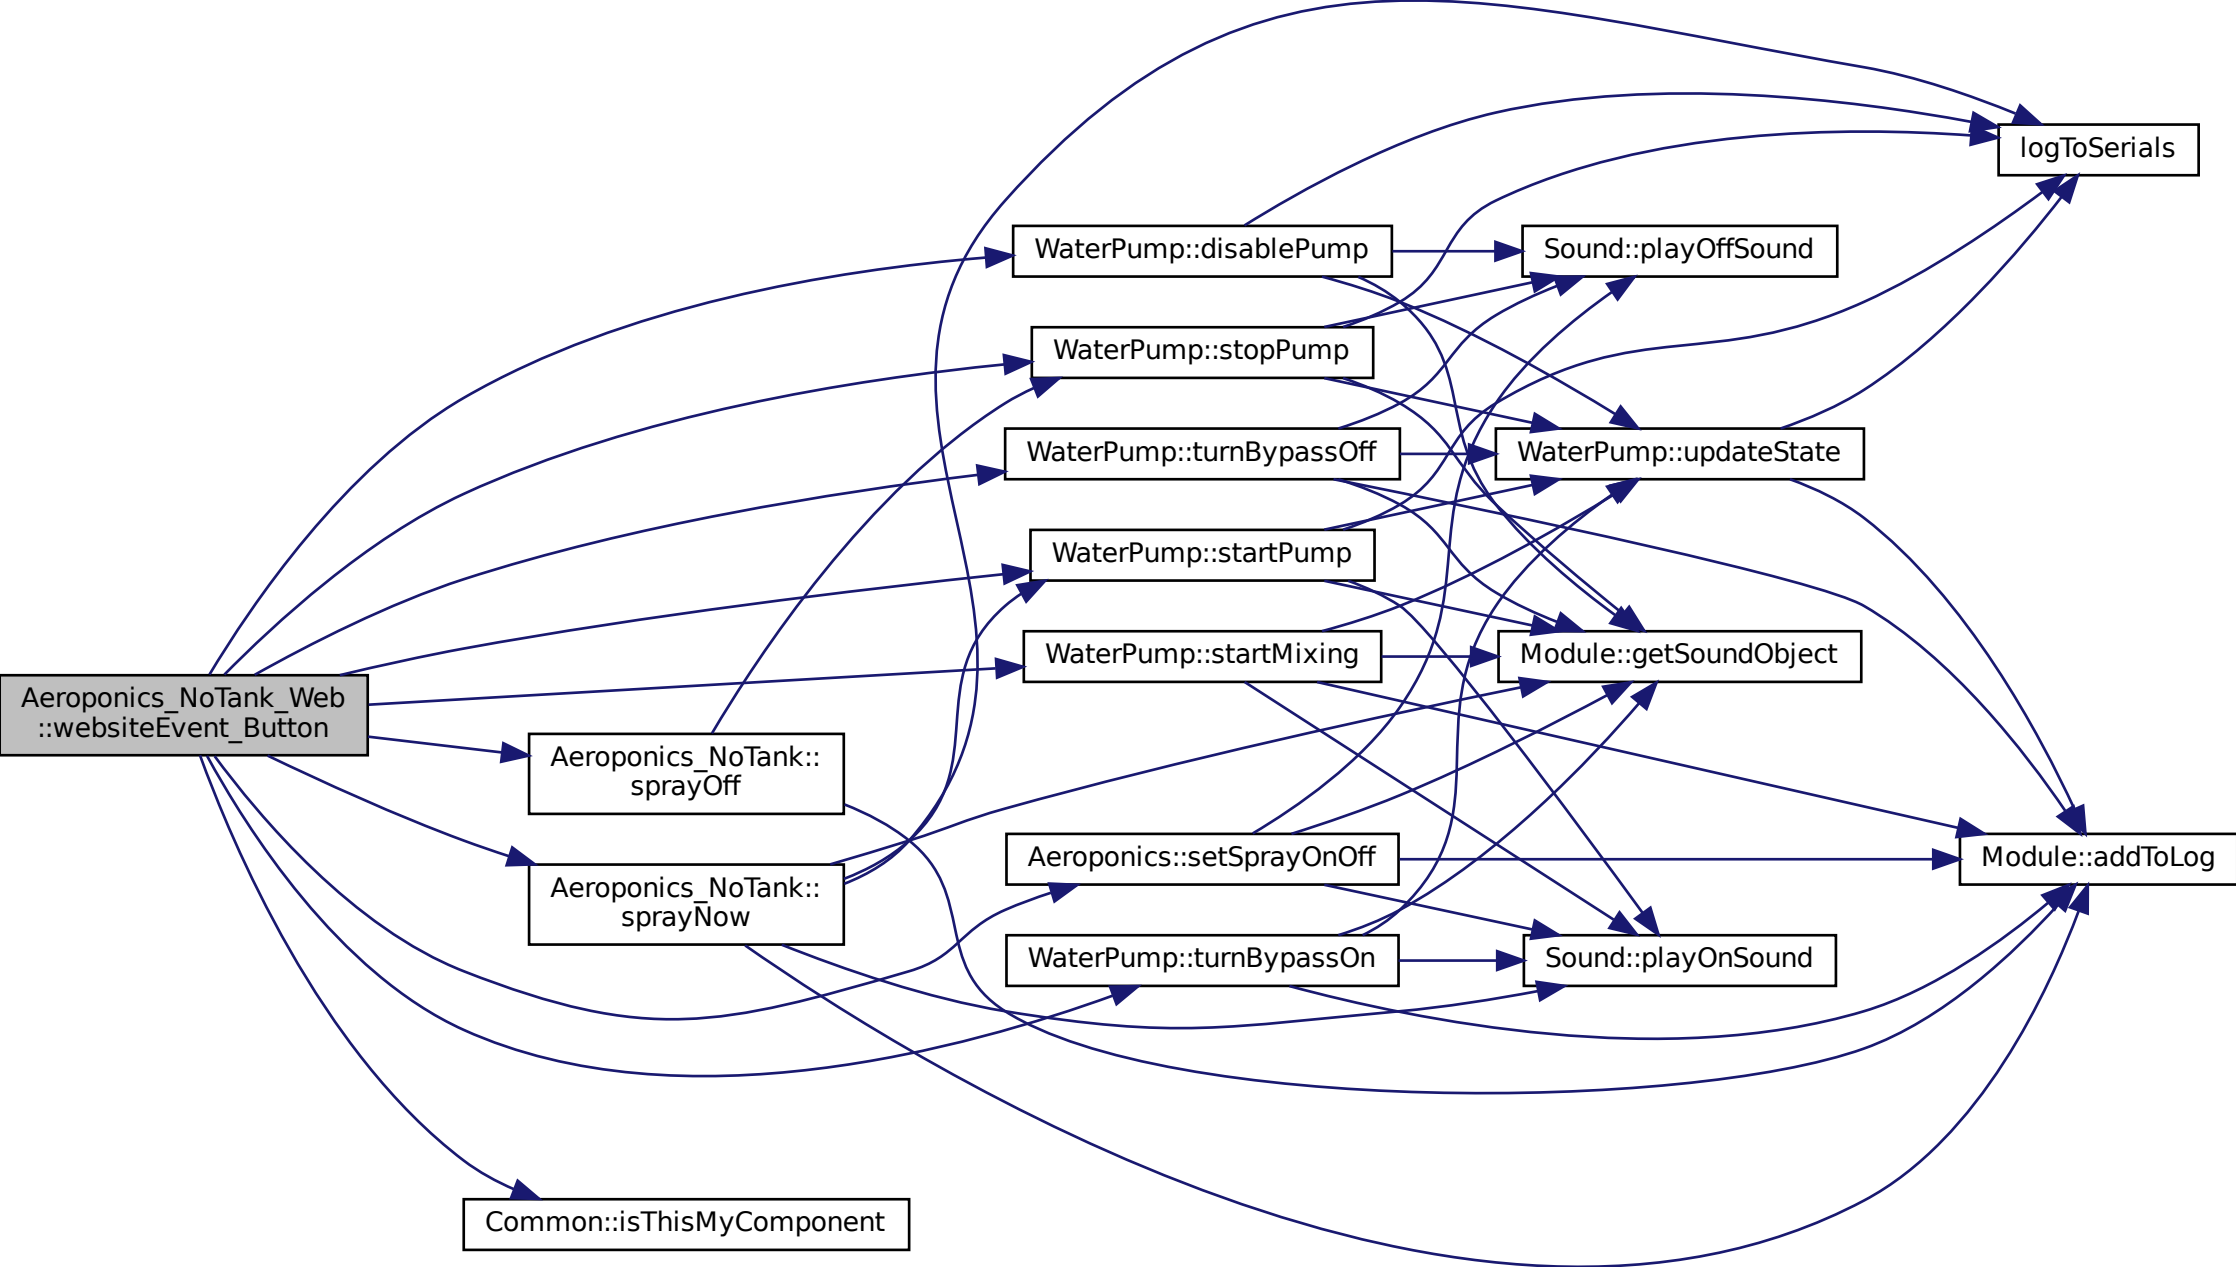 Aeroponics_NoTank_Web
::websiteEvent_Button
Aeroponics_NoTank::
sprayOff
Aeroponics_NoTank::
sprayNow
Common::isThisMyComponent
WaterPump::disablePump
WaterPump::stopPump
WaterPump::turnBypassOff
WaterPump::startPump
WaterPump::startMixing
Aeroponics::setSprayOnOff
WaterPump::turnBypassOn
Sound::playOffSound
WaterPump::updateState
Module::getSoundObject
Sound::playOnSound
logToSerials
Module::addToLog